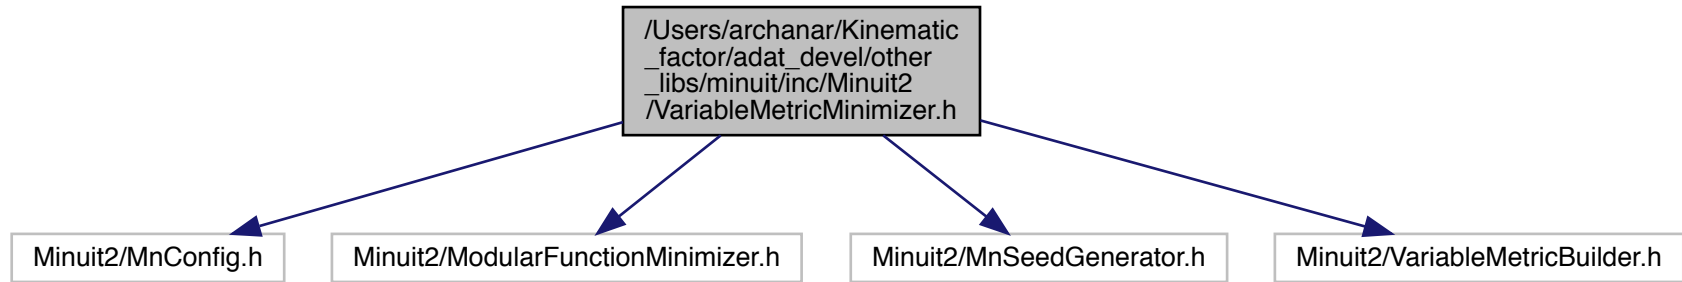 /Users/archanar/Kinematic
_factor/adat_devel/other
_libs/minuit/inc/Minuit2
/VariableMetricMinimizer.h
Minuit2/MnConfig.h
Minuit2/ModularFunctionMinimizer.h
Minuit2/MnSeedGenerator.h
Minuit2/VariableMetricBuilder.h